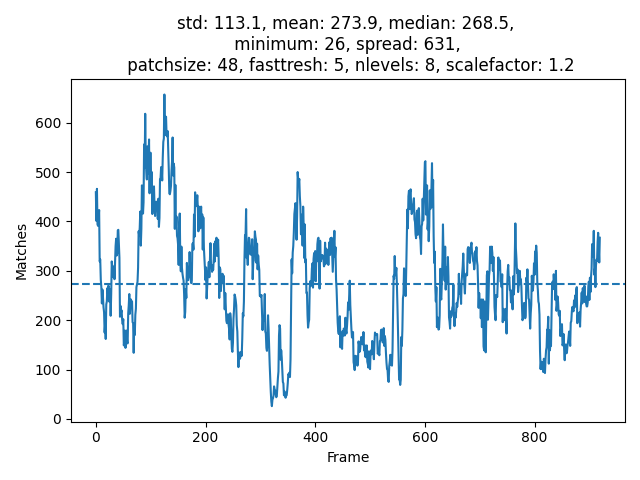 std: 113.1, mean: 273.9, median: 268.5,
minimum: 26, spread: 631,
patchsize: 48, fasttresh: 5, nlevels: 8, scalefactor: 1.2
600
500
400
300
200
100
0
Matches
0 200 400 600 800
Frame